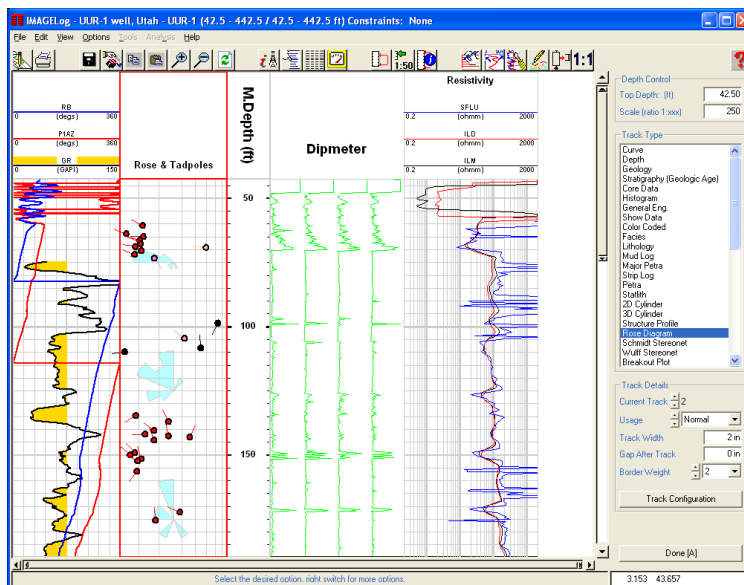 IMAGELog - UUR-1 well, Utah - UUR-1 (42.5 - 442.5 / 42.5 - 442.5 ft) Constraints: None
File Edit View Options Tools Analysis Help
1:50
1:1
?
RB
0 (degs) 360
P1AZ
0 (degs) 360
GR
0 (GAPI) 150
Rose & Tadpoles
M.Depth (ft)
Dipmeter
Resistivity
SFLU
0.2 (ohmm) 2000
ILD
0.2 (ohmm) 2000
ILM
0.2 (ohmm) 2000
50
100
150
Depth Control
Top Depth: (ft) 42.50
Scale (ratio 1:xxx) 250
Track Type
Curve
Depth
Geology
Stratigraphy (Geologic Age)
Core Data
Histogram
General Eng.
Show Data
Color Coded
Facies
Lithology
Mud Log
Major Petra
Strip Log
Petra
Statlith
2D Cylinder
3D Cylinder
Structure Profile
Rose Diagram
Schmidt Stereonet
Wulff Stereonet
Breakout Plot
Track Details
Current Track 2
Usage Normal
Track Width 2 in
Gap After Track 0 in
Border Weight 2
Track Configuration
Done [A]
Select the desired option. right switch for more options.
3.153 43.657